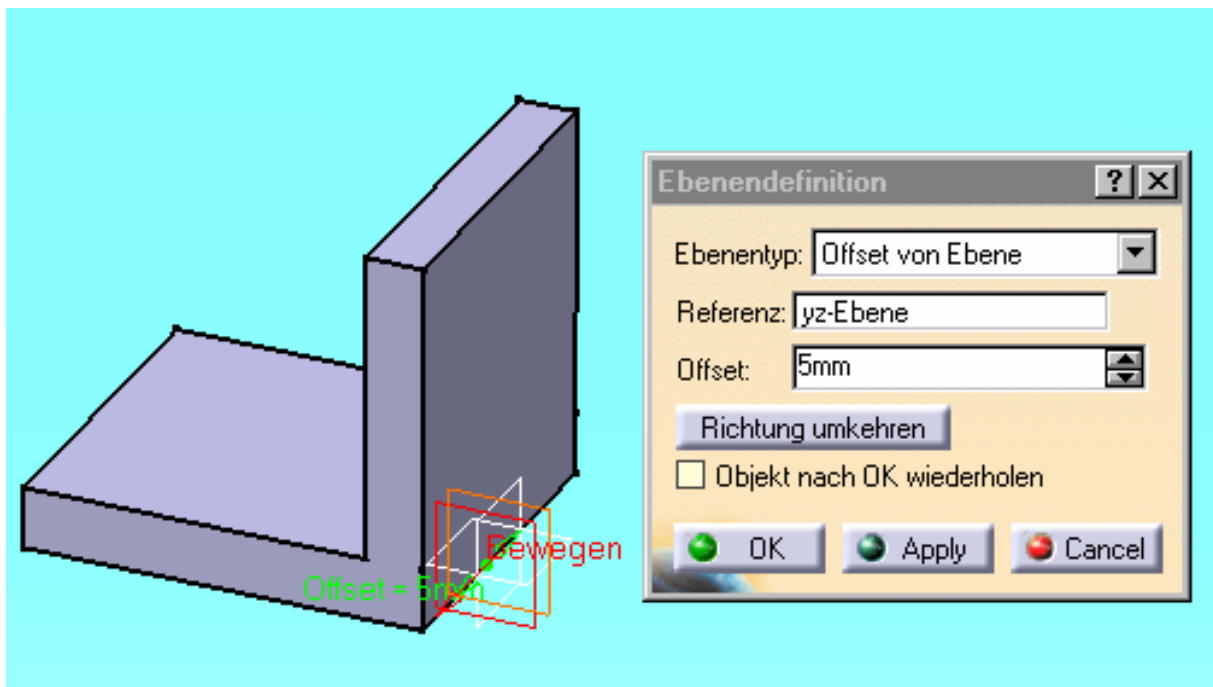 Ebenendefinition
Ebenentyp: Offset von Ebene
Referenz: yz-Ebene
Offset: 5mm
Richtung umkehren
Objekt nach OK wiederholen
OK Apply Cancel
Bewegen
Offset = 5mm